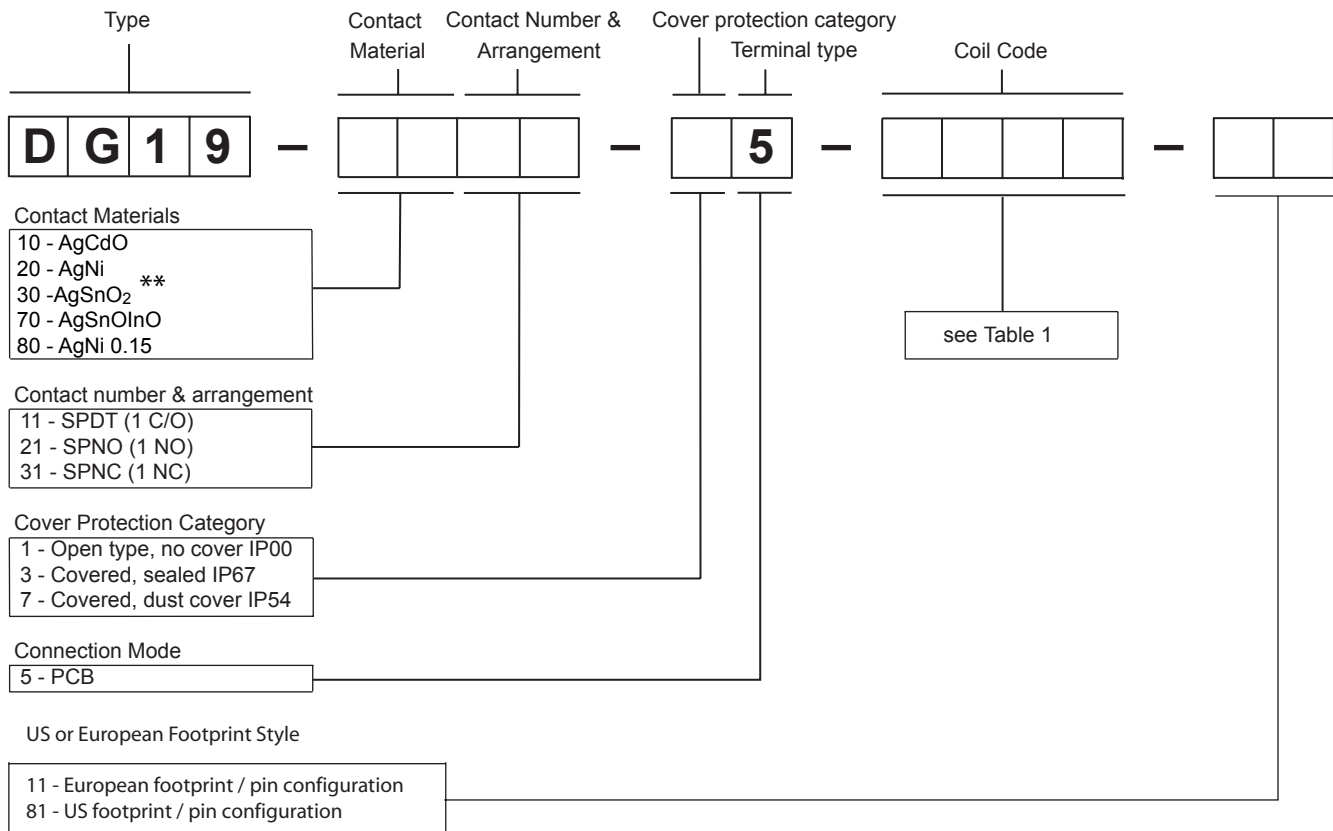 Type
Contact Material
Contact Number & Arrangement
Cover protection category
Terminal type
Coil Code
DG19 - - 5 - -
Contact Materials
10 - AgCdO
20 - AgNi
30 -AgSnO2 **
70 - AgSnOInO
80 - AgNi 0.15
see Table 1
Contact number & arrangement
11 - SPDT (1 C/O)
21 - SPNO (1 NO)
31 - SPNC (1 NC)
Cover Protection Category
1 - Open type, no cover IP00
3 - Covered, sealed IP67
7 - Covered, dust cover IP54
Connection Mode
5 - PCB
US or European Footprint Style
11 - European footprint / pin configuration
81 - US footprint / pin configuration